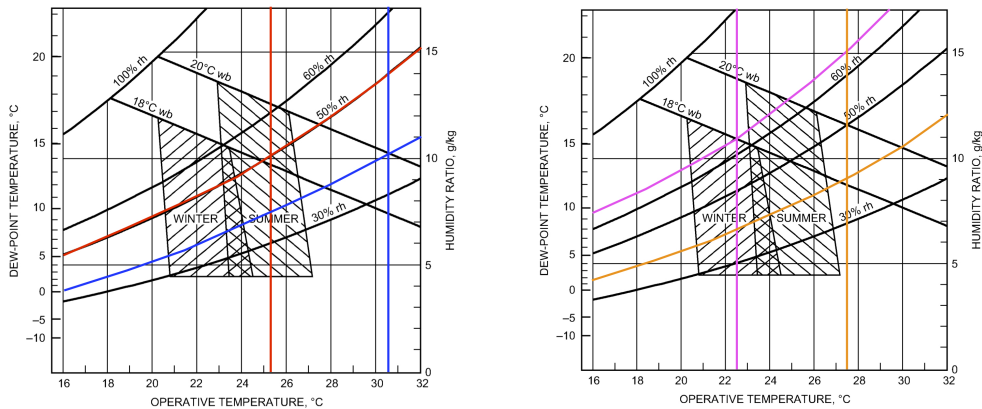 100% rh
20°C wb
18°C wb
60% rh
50% rh
30% rh
WINTER
SUMMER
DEW-POINT TEMPERATURE, °C
20
15
10
5
0
–5
–10
HUMIDITY RATIO, g/kg
15
10
5
0
16 18 20 22 24 26 28 30 32
OPERATIVE TEMPERATURE, °C
100% rh
20°C wb
18°C wb
60% rh
50% rh
30% rh
WINTER
SUMMER
DEW-POINT TEMPERATURE, °C
20
15
10
5
0
–5
–10
HUMIDITY RATIO, g/kg
15
10
5
0
16 18 20 22 24 26 28 30 32
OPERATIVE TEMPERATURE, °C